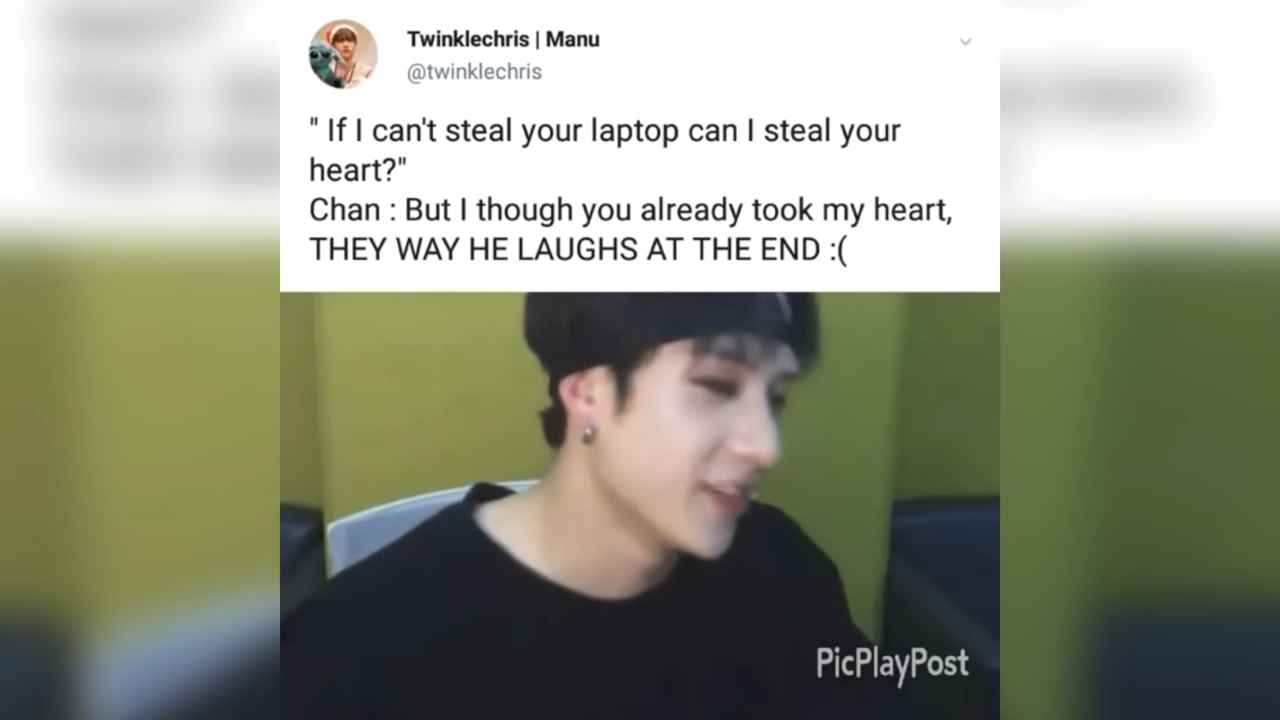 Twinklechris | Manu
@twinklechris
" If I can't steal your laptop can I steal your
heart?"
Chan : But I though you already took my heart,
THEY WAY HE LAUGHS AT THE END :(
PicPlayPost